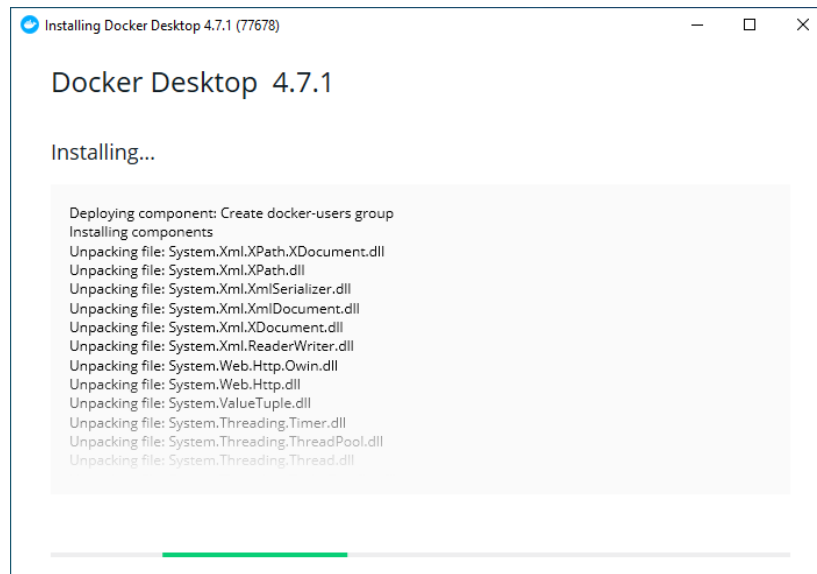 Installing Docker Desktop 4.7.1 (77678)
Docker Desktop 4.7.1
Installing...
Deploying component: Create docker-users group
Installing components
Unpacking file: System.Xml.XPath.XDocument.dll
Unpacking file: System.Xml.XPath.dll
Unpacking file: System.Xml.XmlSerializer.dll
Unpacking file: System.Xml.XmlDocument.dll
Unpacking file: System.Xml.XDocument.dll
Unpacking file: System.Xml.ReaderWriter.dll
Unpacking file: System.Web.Http.Owin.dll
Unpacking file: System.Web.Http.dll
Unpacking file: System.ValueTuple.dll
Unpacking file: System.Threading.Timer.dll
Unpacking file: System.Threading.ThreadPool.dll
Unpacking file: System.Threading.Thread.dll